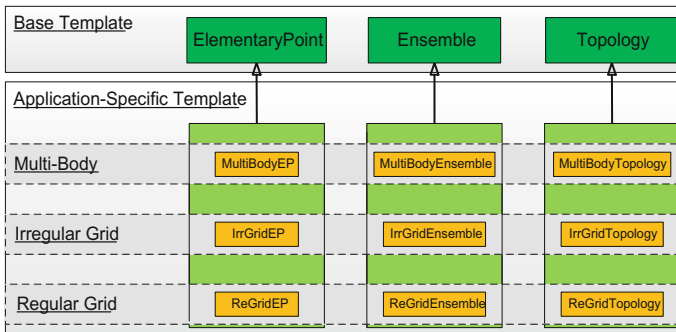 Base Template
ElementaryPoint Ensemble Topology
Application-Specific Template
Multi-Body MultiBodyEP MultiBodyEnsemble MultiBodyTopology
Irregular Grid IrrGridEP IrrGridEnsemble IrrGridTopology
Regular Grid ReGridEP ReGridEnsemble ReGridTopology